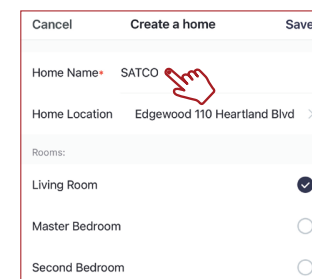 Cancel Create a home Save
Home Name* SATCO
Home Location Edgewood 110 Heartland Blvd
Rooms:
Living Room
Master Bedroom
Second Bedroom